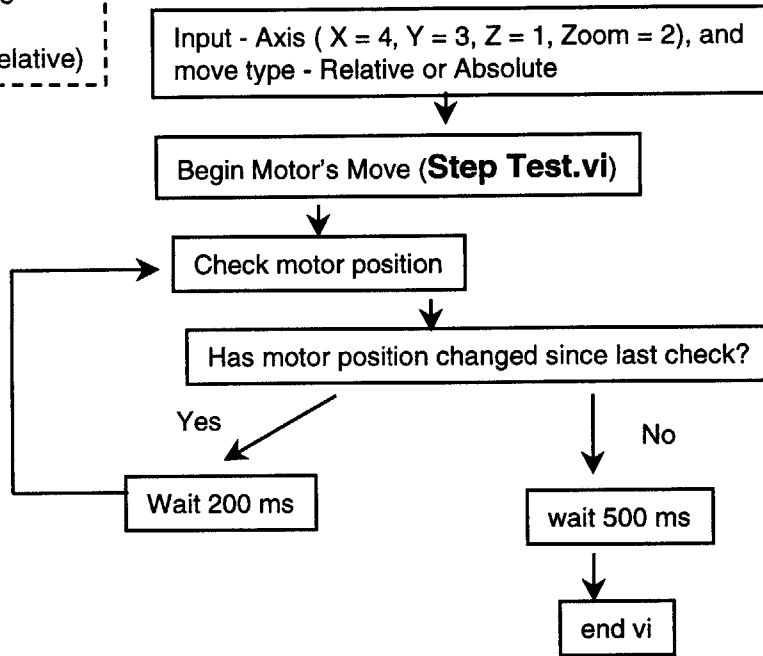 elative)
Input - Axis ( X = 4, Y = 3, Z = 1, Zoom = 2), and
move type - Relative or Absolute
Begin Motor's Move (Step Test.vi)
Check motor position
Has motor position changed since last check?
Yes
No
Wait 200 ms
wait 500 ms
end vi